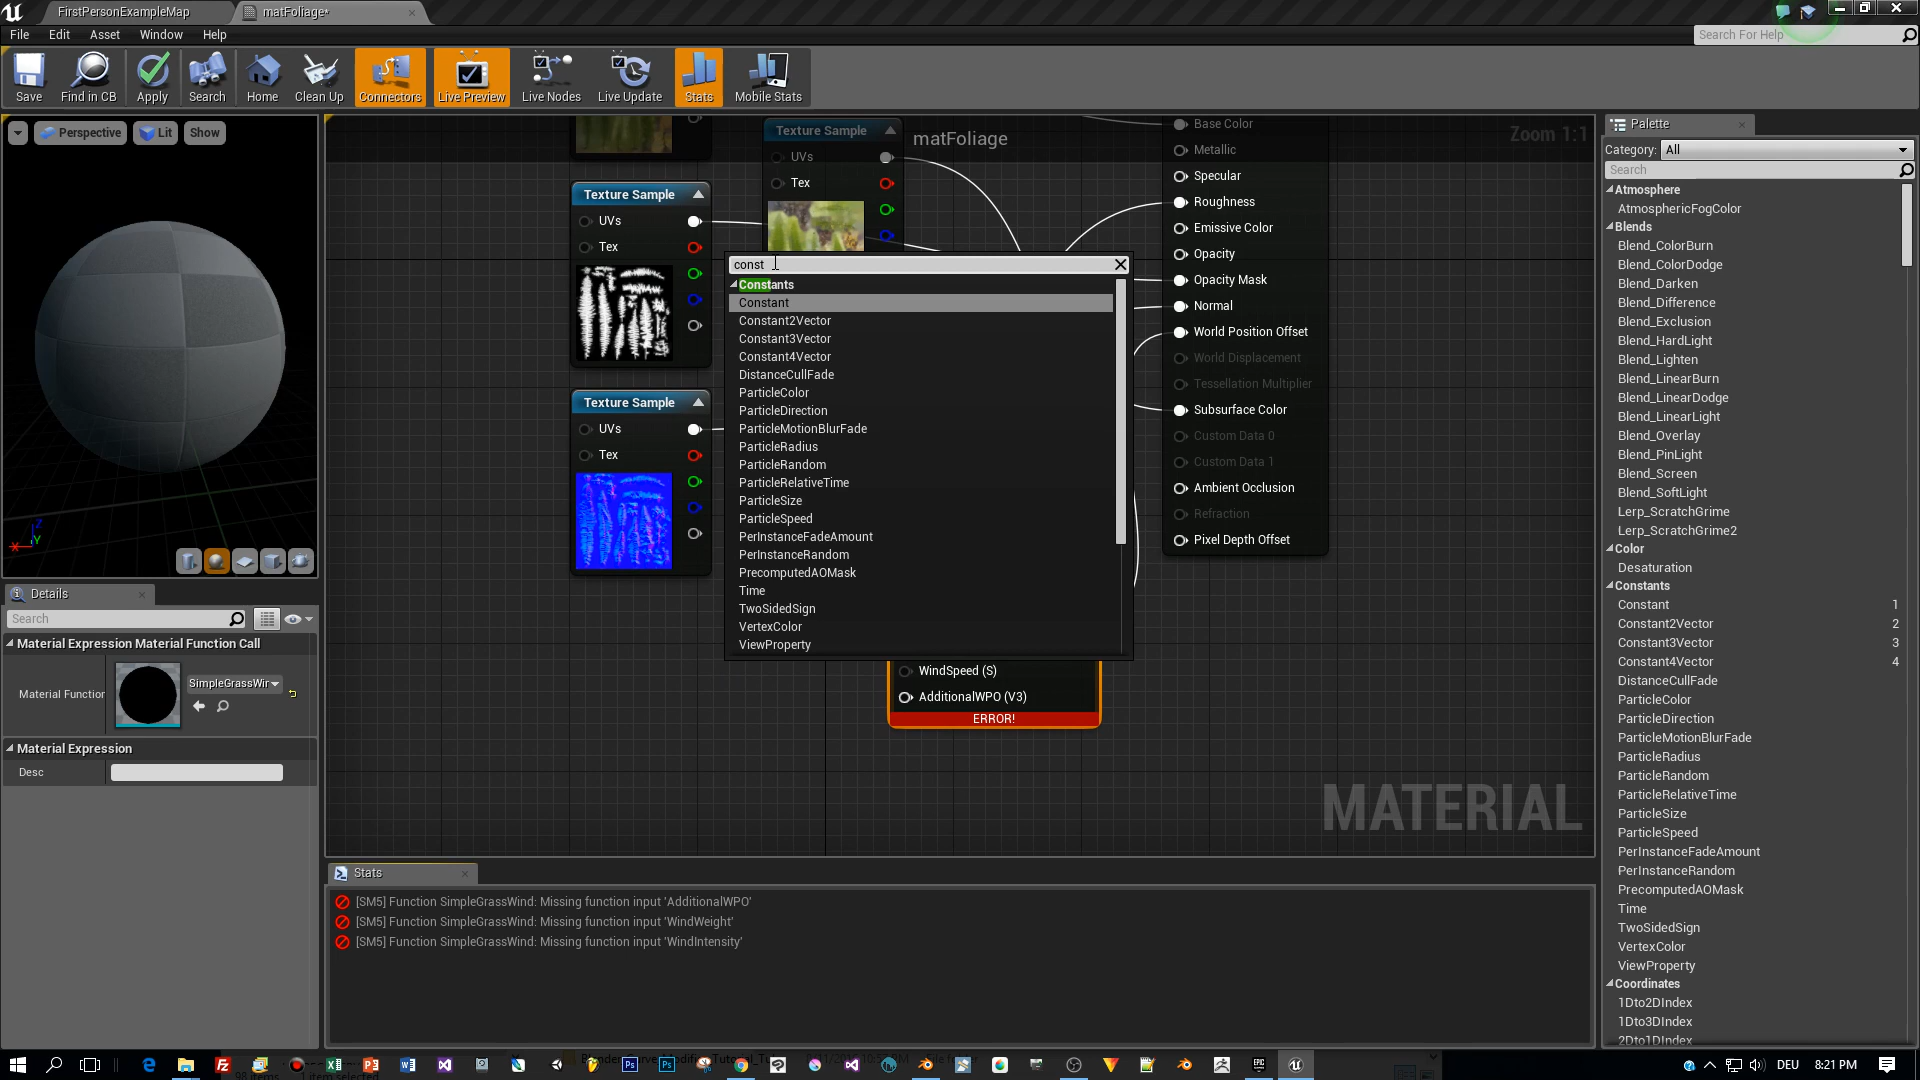 FirstPersonExampleMap
matFoliage*
File Edit Asset Window Help
Search For Help
Save
Find in CB
Apply
Search
Home
Clean Up
Connectors
Live Preview
Live Nodes
Live Update
Stats
Mobile Stats
Perspective
Lit
Show
Z
X
Y
Details
Search
Material Expression Material Function Call
Material Function
SimpleGrassWin
Material Expression
Desc
matFoliage
Zoom 1:1
Texture Sample
UVs
Tex
Texture Sample
UVs
Tex
Texture Sample
UVs
Tex
Base Color
Metallic
Specular
Roughness
Emissive Color
Opacity
Opacity Mask
Normal
World Position Offset
World Displacement
Tessellation Multiplier
Subsurface Color
Custom Data 0
Custom Data 1
Ambient Occlusion
Refraction
Pixel Depth Offset
const
Constants
Constant
Constant2Vector
Constant3Vector
Constant4Vector
DistanceCullFade
ParticleColor
ParticleDirection
ParticleMotionBlurFade
ParticleRadius
ParticleRandom
ParticleRelativeTime
ParticleSize
ParticleSpeed
PerInstanceFadeAmount
PerInstanceRandom
PrecomputedAOMask
Time
TwoSidedSign
VertexColor
ViewProperty
WindSpeed (S)
AdditionalWPO (V3)
ERROR!
MATERIAL
Stats
[SM5] Function SimpleGrassWind: Missing function input 'AdditionalWPO'
[SM5] Function SimpleGrassWind: Missing function input 'WindWeight'
[SM5] Function SimpleGrassWind: Missing function input 'WindIntensity'
Palette
Category: All
Search
Atmosphere
AtmosphericFogColor
Blends
Blend_ColorBurn
Blend_ColorDodge
Blend_Darken
Blend_Difference
Blend_Exclusion
Blend_HardLight
Blend_Lighten
Blend_LinearBurn
Blend_LinearDodge
Blend_LinearLight
Blend_Overlay
Blend_PinLight
Blend_Screen
Blend_SoftLight
Lerp_ScratchGrime
Lerp_ScratchGrime2
Color
Desaturation
Constants
Constant 1
Constant2Vector 2
Constant3Vector 3
Constant4Vector 4
DistanceCullFade
ParticleColor
ParticleDirection
ParticleMotionBlurFade
ParticleRadius
ParticleRandom
ParticleRelativeTime
ParticleSize
ParticleSpeed
PerInstanceFadeAmount
PerInstanceRandom
PrecomputedAOMask
Time
TwoSidedSign
VertexColor
ViewProperty
Coordinates
1Dto2DIndex
1Dto3DIndex
2Dto1DIndex
DEU 8:21 PM